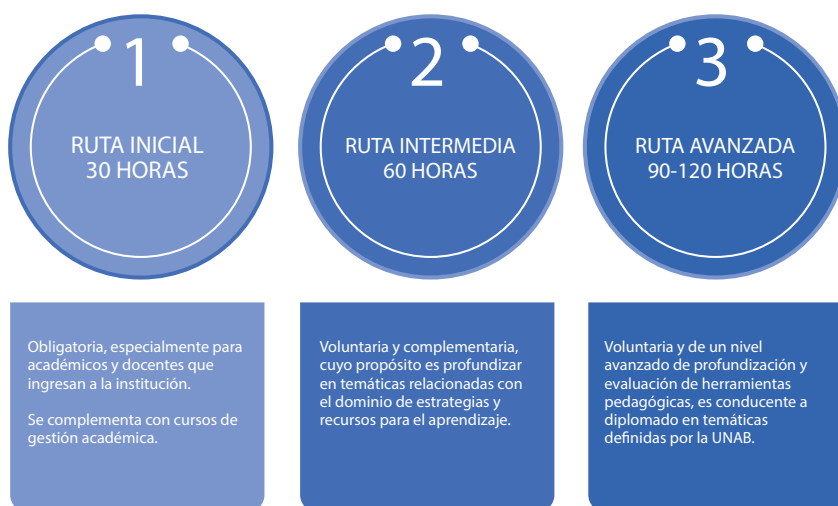 1
RUTA INICIAL
30 HORAS
Obligatoria, especialmente para
académicos y docentes que
ingresan a la institución.
Se complementa con cursos de
gestión académica.
2
RUTA INTERMEDIA
60 HORAS
Voluntaria y complementaria,
cuyo propósito es profundizar
en temáticas relacionadas con
el dominio de estrategias y
recursos para el aprendizaje.
3
RUTA AVANZADA
90-120 HORAS
Voluntaria y de un nivel
avanzado de profundización y
evaluación de herramientas
pedagógicas, es conducente a
diplomado en temáticas
definidas por la UNAB.